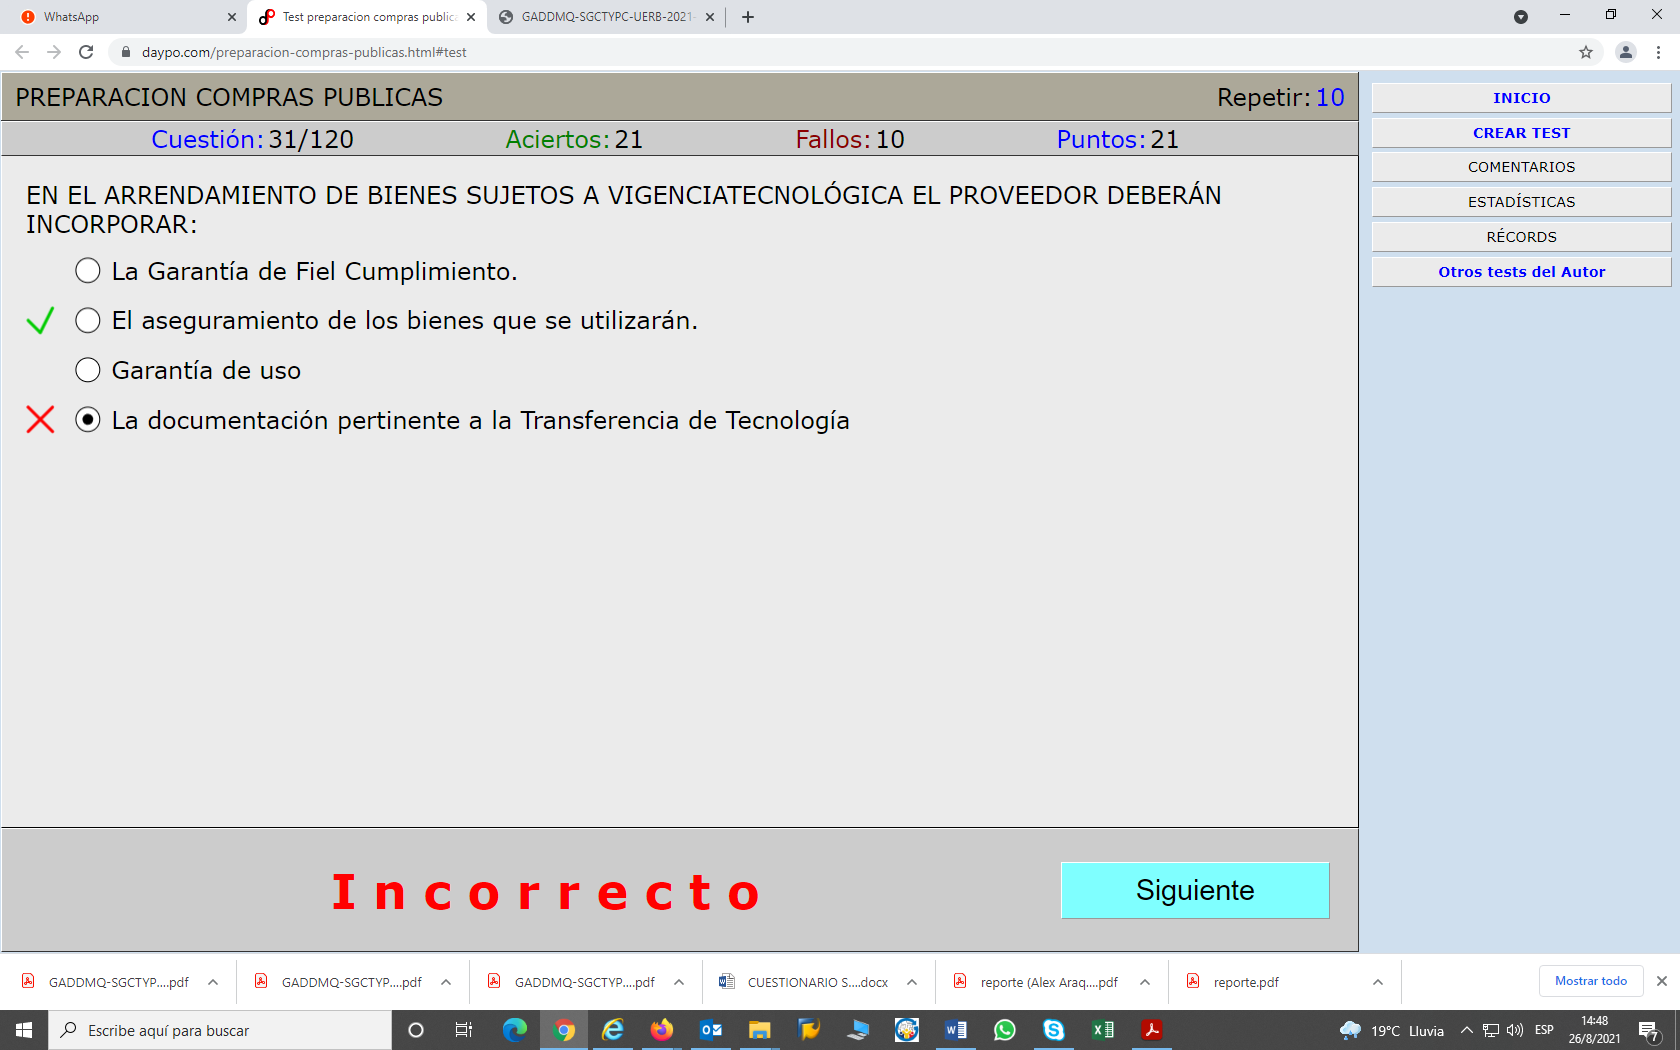 WhatsApp
Test preparacion compras publica
GADDMQ-SGCTYPC-UERB-2021-
daypo.com/preparacion-compras-publicas.html#test
PREPARACION COMPRAS PUBLICAS
Repetir: 10
Cuestión: 31/120
Aciertos: 21
Fallos: 10
Puntos: 21
EN EL ARRENDAMIENTO DE BIENES SUJETOS A VIGENCIATECNOLÓGICA EL PROVEEDOR DEBERÁN
INCORPORAR:
La Garantía de Fiel Cumplimiento.
El aseguramiento de los bienes que se utilizarán.
Garantía de uso
La documentación pertinente a la Transferencia de Tecnología
Incorrecto
Siguiente
INICIO
CREAR TEST
COMENTARIOS
ESTADÍSTICAS
RÉCORDS
Otros tests del Autor
GADDMQ-SGCTYP....pdf
GADDMQ-SGCTYP....pdf
GADDMQ-SGCTYP....pdf
CUESTIONARIO S....docx
reporte (Alex Araq....pdf
reporte.pdf
Mostrar todo
Escribe aquí para buscar
19°C Lluvia
ESP
14:48
26/8/2021
7